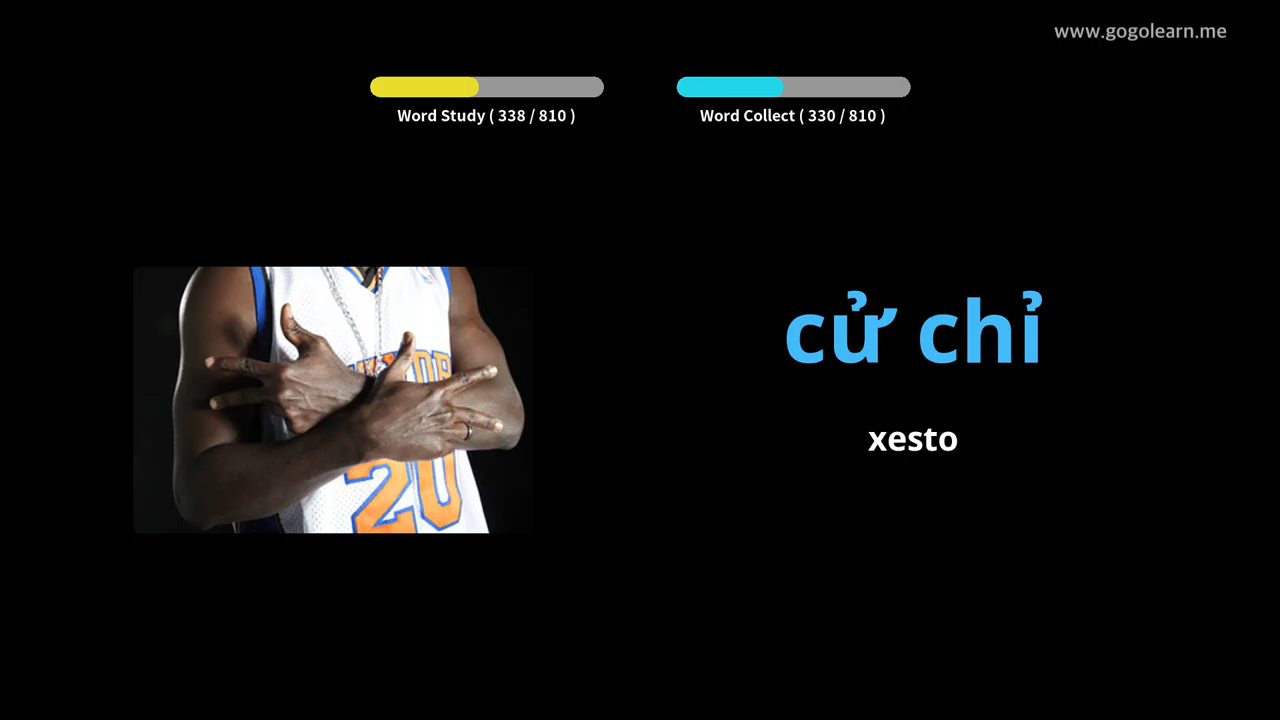 www.gogolearn.me
Word Study ( 338 / 810 )
Word Collect ( 330 / 810 )
cử chỉ
xesto
20